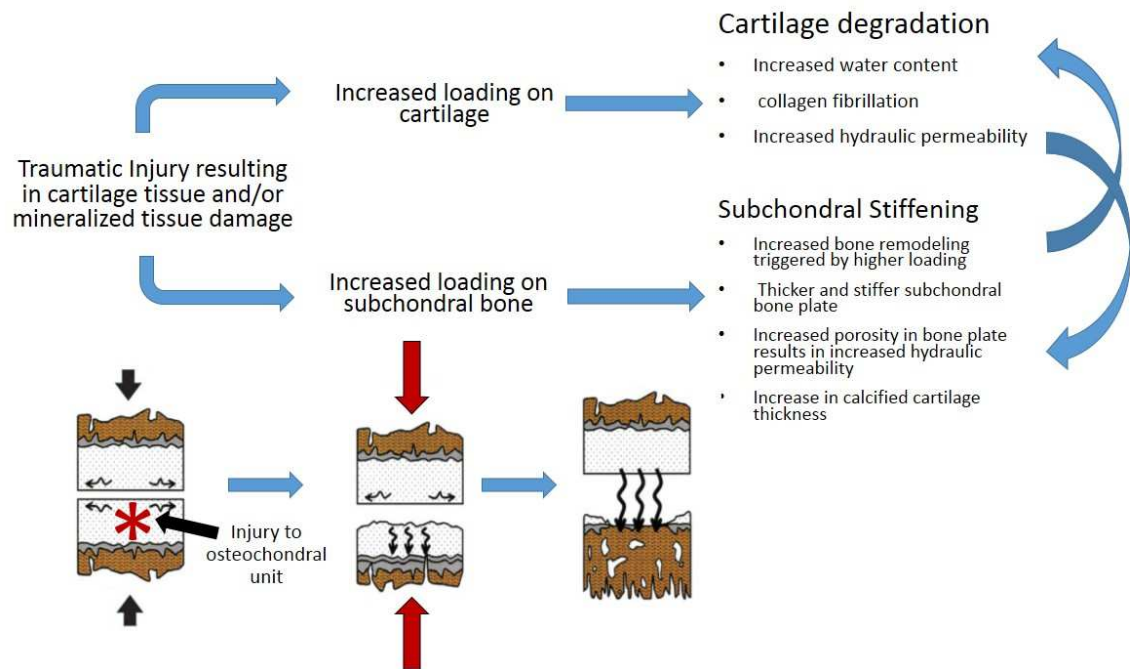 Traumatic Injury resulting
in cartilage tissue and/or
mineralized tissue damage
Increased loading on
cartilage
Cartilage degradation
• Increased water content
• collagen fibrillation
• Increased hydraulic permeability
Increased loading on
subchondral bone
Subchondral Stiffening
• Increased bone remodeling
triggered by higher loading
• Thicker and stiffer subchondral
bone plate
• Increased porosity in bone plate
results in increased hydraulic
permeability
• Increase in calcified cartilage
thickness
Injury to
osteochondral
unit